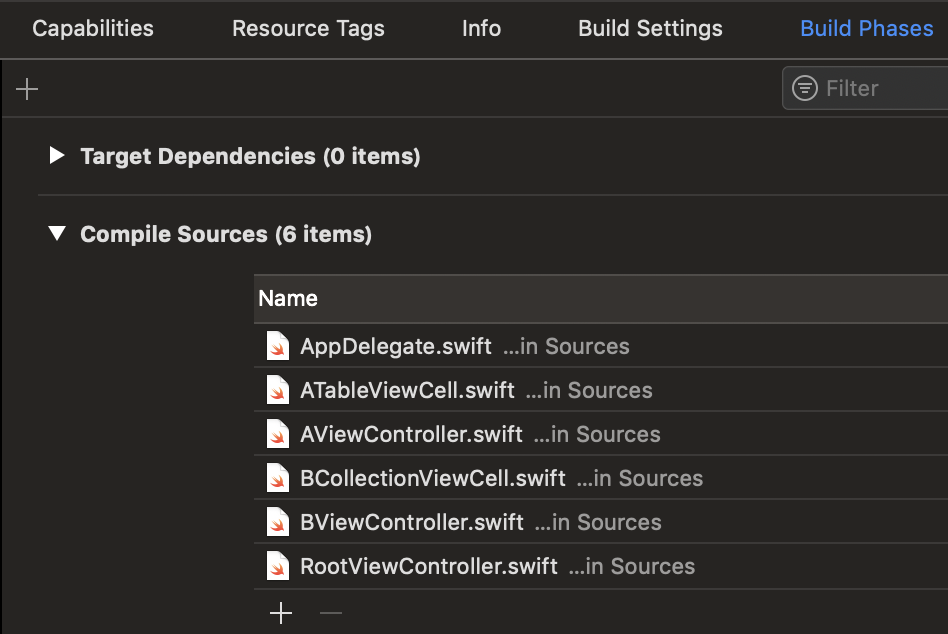 Capabilities Resource Tags Info Build Settings Build Phases
Filter
Target Dependencies (0 items)
Compile Sources (6 items)
Name
AppDelegate.swift ...in Sources
ATableViewCell.swift ...in Sources
AViewController.swift ...in Sources
BCollectionViewCell.swift ...in Sources
BViewController.swift ...in Sources
RootViewController.swift ...in Sources